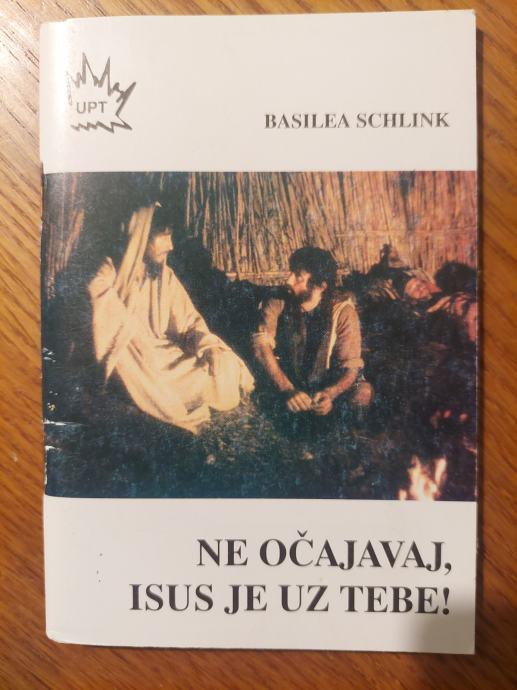 UPT
BASILEA SCHLINK
NE OČAJAVAJ,
ISUS JE UZ TEBE!